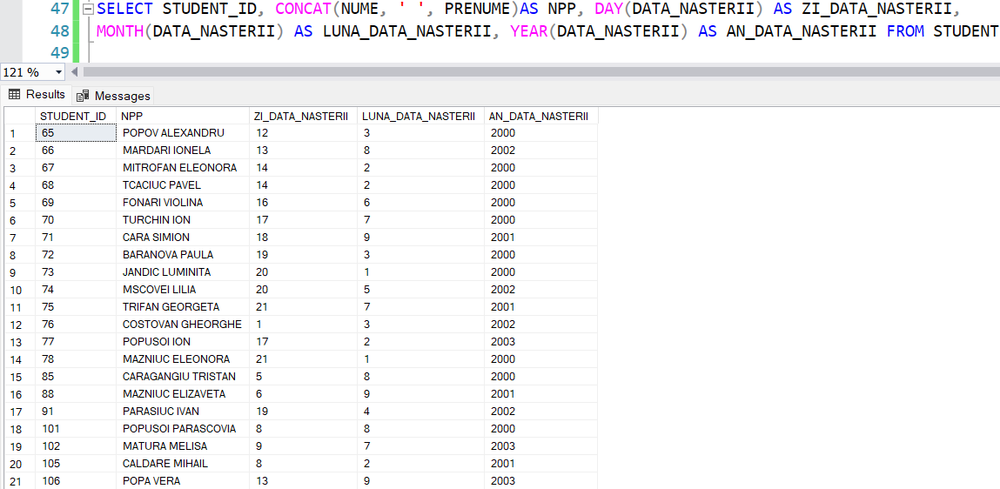 47 SELECT STUDENT_ID, CONCAT(NUME, ' ', PRENUME)AS NPP, DAY(DATA_NASTERII) AS ZI_DATA_NASTERII,
48 MONTH(DATA_NASTERII) AS LUNA_DATA_NASTERII, YEAR(DATA_NASTERII) AS AN_DATA_NASTERII FROM STUDENT
49
121 %
Results Messages
STUDENT_ID NPP ZI_DATA_NASTERII LUNA_DATA_NASTERII AN_DATA_NASTERII
1 65 POPOV ALEXANDRU 12 3 2000
2 66 MARDARI IONELA 13 8 2002
3 67 MITROFAN ELEONORA 14 2 2000
4 68 TCACIUC PAVEL 14 2 2000
5 69 FONARI VIOLINA 16 6 2000
6 70 TURCHIN ION 17 7 2000
7 71 CARA SIMION 18 9 2001
8 72 BARANOVA PAULA 19 3 2000
9 73 JANDIC LUMINITA 20 1 2000
10 74 MSCOVEI LILIA 20 5 2002
11 75 TRIFAN GEORGETA 21 7 2001
12 76 COSTOVAN GHEORGHE 1 3 2002
13 77 POPUSOI ION 17 2 2003
14 78 MAZNIUC ELEONORA 21 1 2000
15 85 CARAGANGIU TRISTAN 5 8 2000
16 88 MAZNIUC ELIZAVETA 6 9 2001
17 91 PARASIUC IVAN 19 4 2002
18 101 POPUSOI PARASCOVIA 8 8 2000
19 102 MATURA MELISA 9 7 2003
20 105 CALDARE MIHAIL 8 2 2001
21 106 POPA VERA 13 9 2003